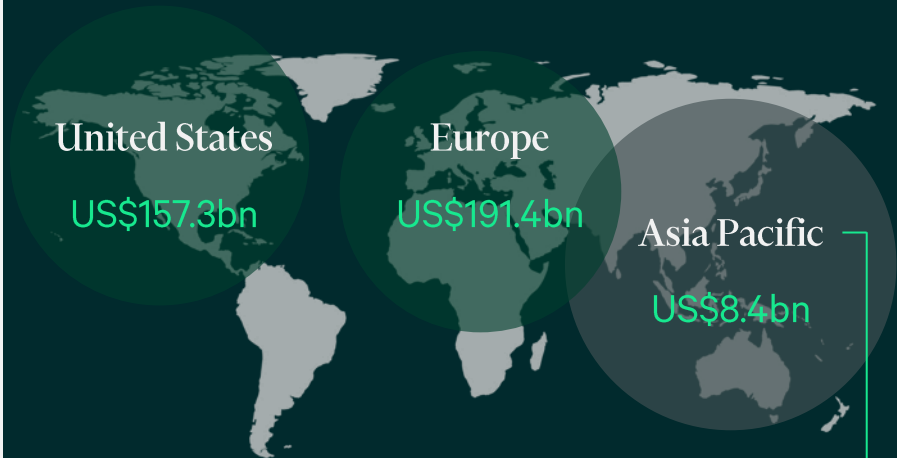 United States
US$157.3bn
Europe
US$191.4bn
Asia Pacific
US$8.4bn